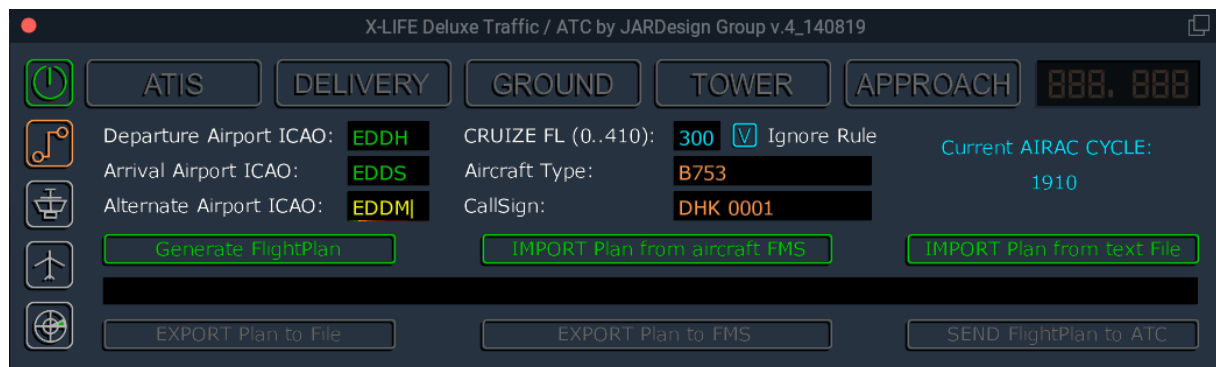 X-LIFE Deluxe Traffic / ATC by JARDesign Group v.4_140819
ATIS DELIVERY GROUND TOWER APPROACH 888. 888
Departure Airport ICAO: EDDH CRUIZE FL (0..410): 300 V Ignore Rule
Current AIRAC CYCLE:
Arrival Airport ICAO: EDDS Aircraft Type: B753
1910
Alternate Airport ICAO: EDDM CallSign: DHK 0001
Generate FlightPlan IMPORT Plan from aircraft FMS IMPORT Plan from text File
EXPORT Plan to File EXPORT Plan to FMS SEND FlightPlan to ATC